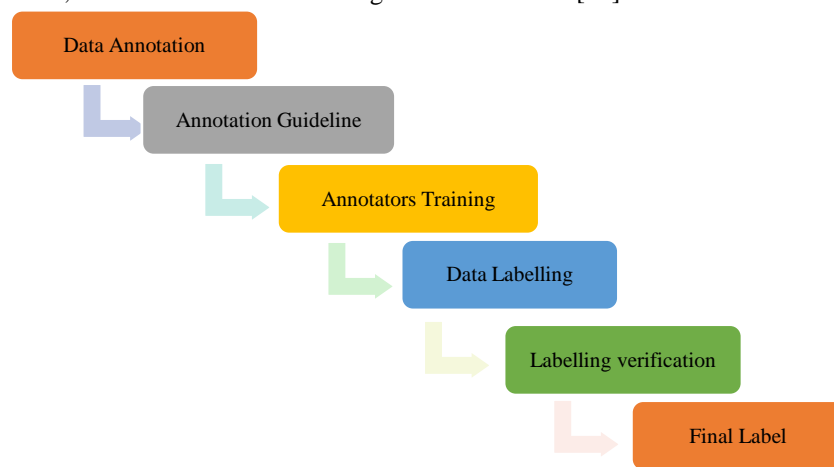 Data Annotation
Annotation Guideline
Annotators Training
Data Labelling
Labelling verification
Final Label